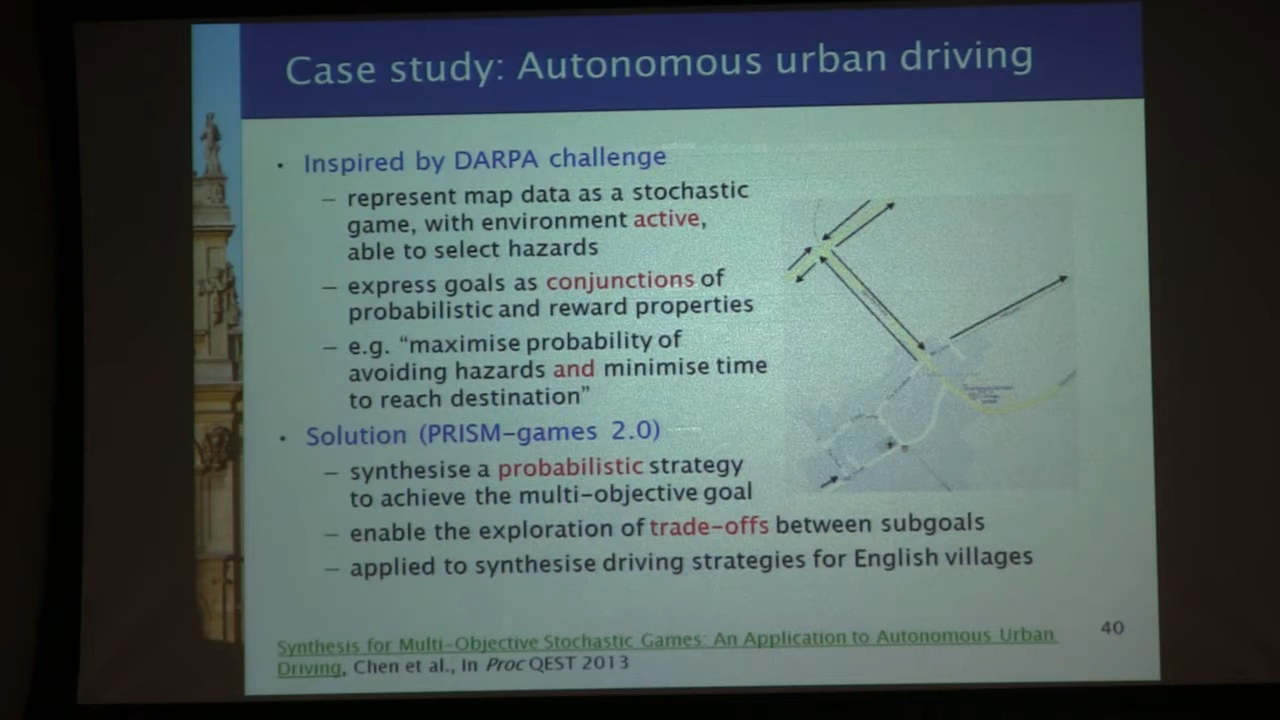 Case study: Autonomous urban driving
• Inspired by DARPA challenge
– represent map data as a stochastic
game, with environment active,
able to select hazards
– express goals as conjunctions of
probabilistic and reward properties
– e.g. “maximise probability of
avoiding hazards and minimise time
to reach destination”
• Solution (PRISM–games 2.0)
– synthesise a probabilistic strategy
to achieve the multi–objective goal
– enable the exploration of trade–offs between subgoals
– applied to synthesise driving strategies for English villages
40
Synthesis for Multi–Objective Stochastic Games: An Application to Autonomous Urban
Driving, Chen et al., In Proc QEST 2013